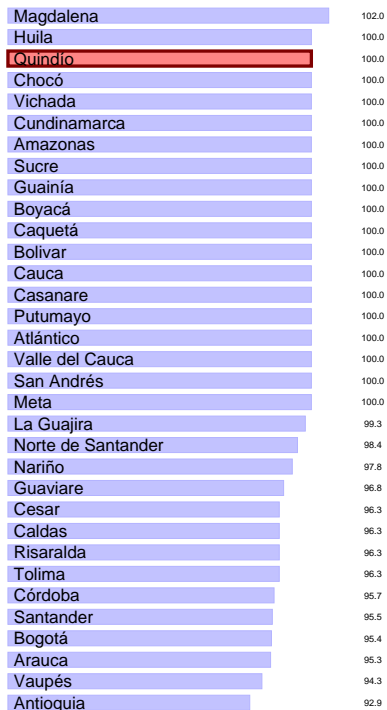 Magdalena 102.0
Huila 100.0
Quindío 100.0
Chocó 100.0
Vichada 100.0
Cundinamarca 100.0
Amazonas 100.0
Sucre 100.0
Guainía 100.0
Boyacá 100.0
Caquetá 100.0
Bolivar 100.0
Cauca 100.0
Casanare 100.0
Putumayo 100.0
Atlántico 100.0
Valle del Cauca 100.0
San Andrés 100.0
Meta 100.0
La Guajira 99.3
Norte de Santander 98.4
Nariño 97.8
Guaviare 96.8
Cesar 96.3
Caldas 96.3
Risaralda 96.3
Tolima 96.3
Córdoba 95.7
Santander 95.5
Bogotá 95.4
Arauca 95.3
Vaupés 94.3
Antioquia 92.9